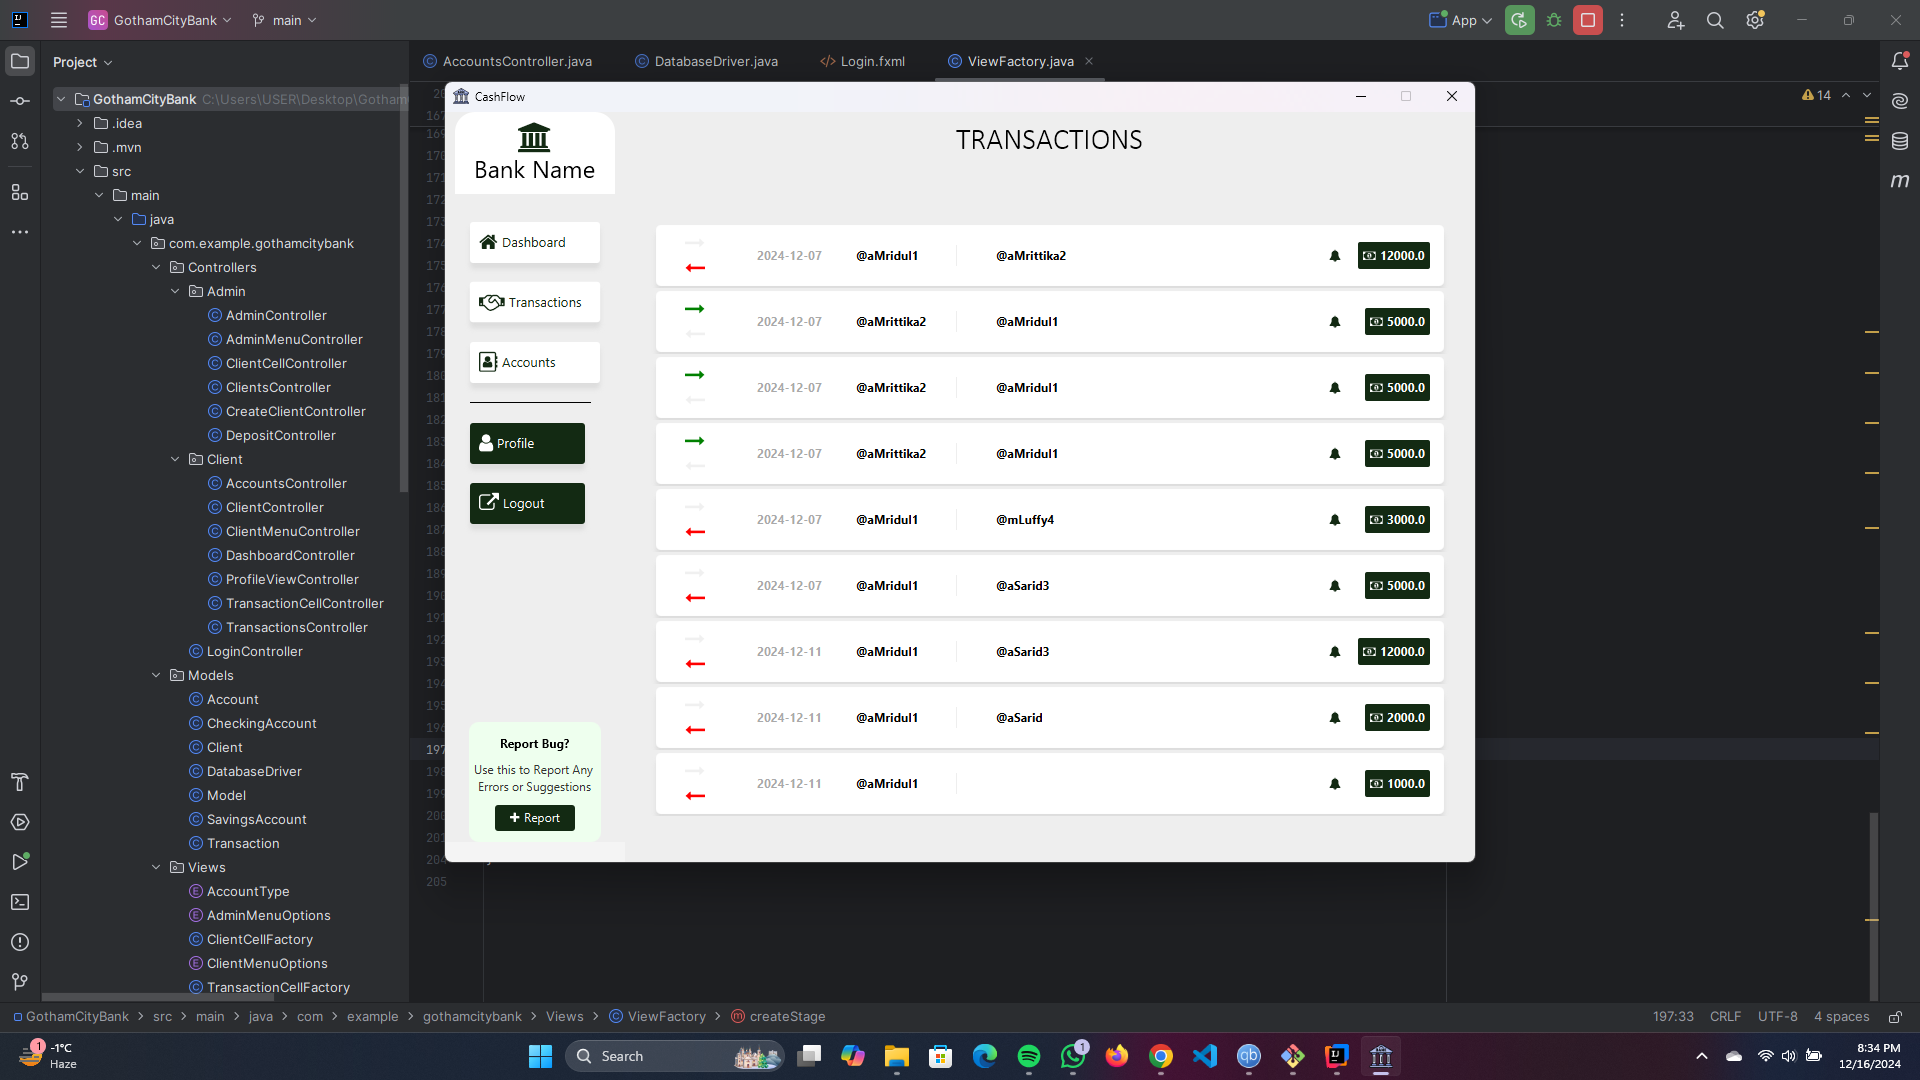 GC GothamCityBank main App
Project
AccountsController.java DatabaseDriver.java Login.fxml ViewFactory.java
GothamCityBank C:\Users\USER\Desktop\Gotham
.idea
.mvn
src
main
java
com.example.gothamcitybank
Controllers
Admin
AdminController
AdminMenuController
ClientCellController
ClientsController
CreateClientController
DepositController
Client
AccountsController
ClientController
ClientMenuController
DashboardController
ProfileViewController
TransactionCellController
TransactionsController
LoginController
Models
Account
CheckingAccount
Client
DatabaseDriver
Model
SavingsAccount
Transaction
Views
AccountType
AdminMenuOptions
ClientCellFactory
ClientMenuOptions
TransactionCellFactory
14
197
205
CashFlow
Bank Name
Dashboard
Transactions
Accounts
Profile
Logout
Report Bug?
Use this to Report Any
Errors or Suggestions
Report
TRANSACTIONS
2024-12-07 @aMridul1 @aMrittika2 12000.0
2024-12-07 @aMrittika2 @aMridul1 5000.0
2024-12-07 @aMrittika2 @aMridul1 5000.0
2024-12-07 @aMrittika2 @aMridul1 5000.0
2024-12-07 @aMridul1 @mLuffy4 3000.0
2024-12-07 @aMridul1 @aSarid3 5000.0
2024-12-11 @aMridul1 @aSarid3 12000.0
2024-12-11 @aMridul1 @aSarid 2000.0
2024-12-11 @aMridul1 1000.0
GothamCityBank > src > main > java > com > example > gothamcitybank > Views > ViewFactory > createStage
197:33 CRLF UTF-8 4 spaces
1 -1°C
Haze
Search
1
8:34 PM
12/16/2024